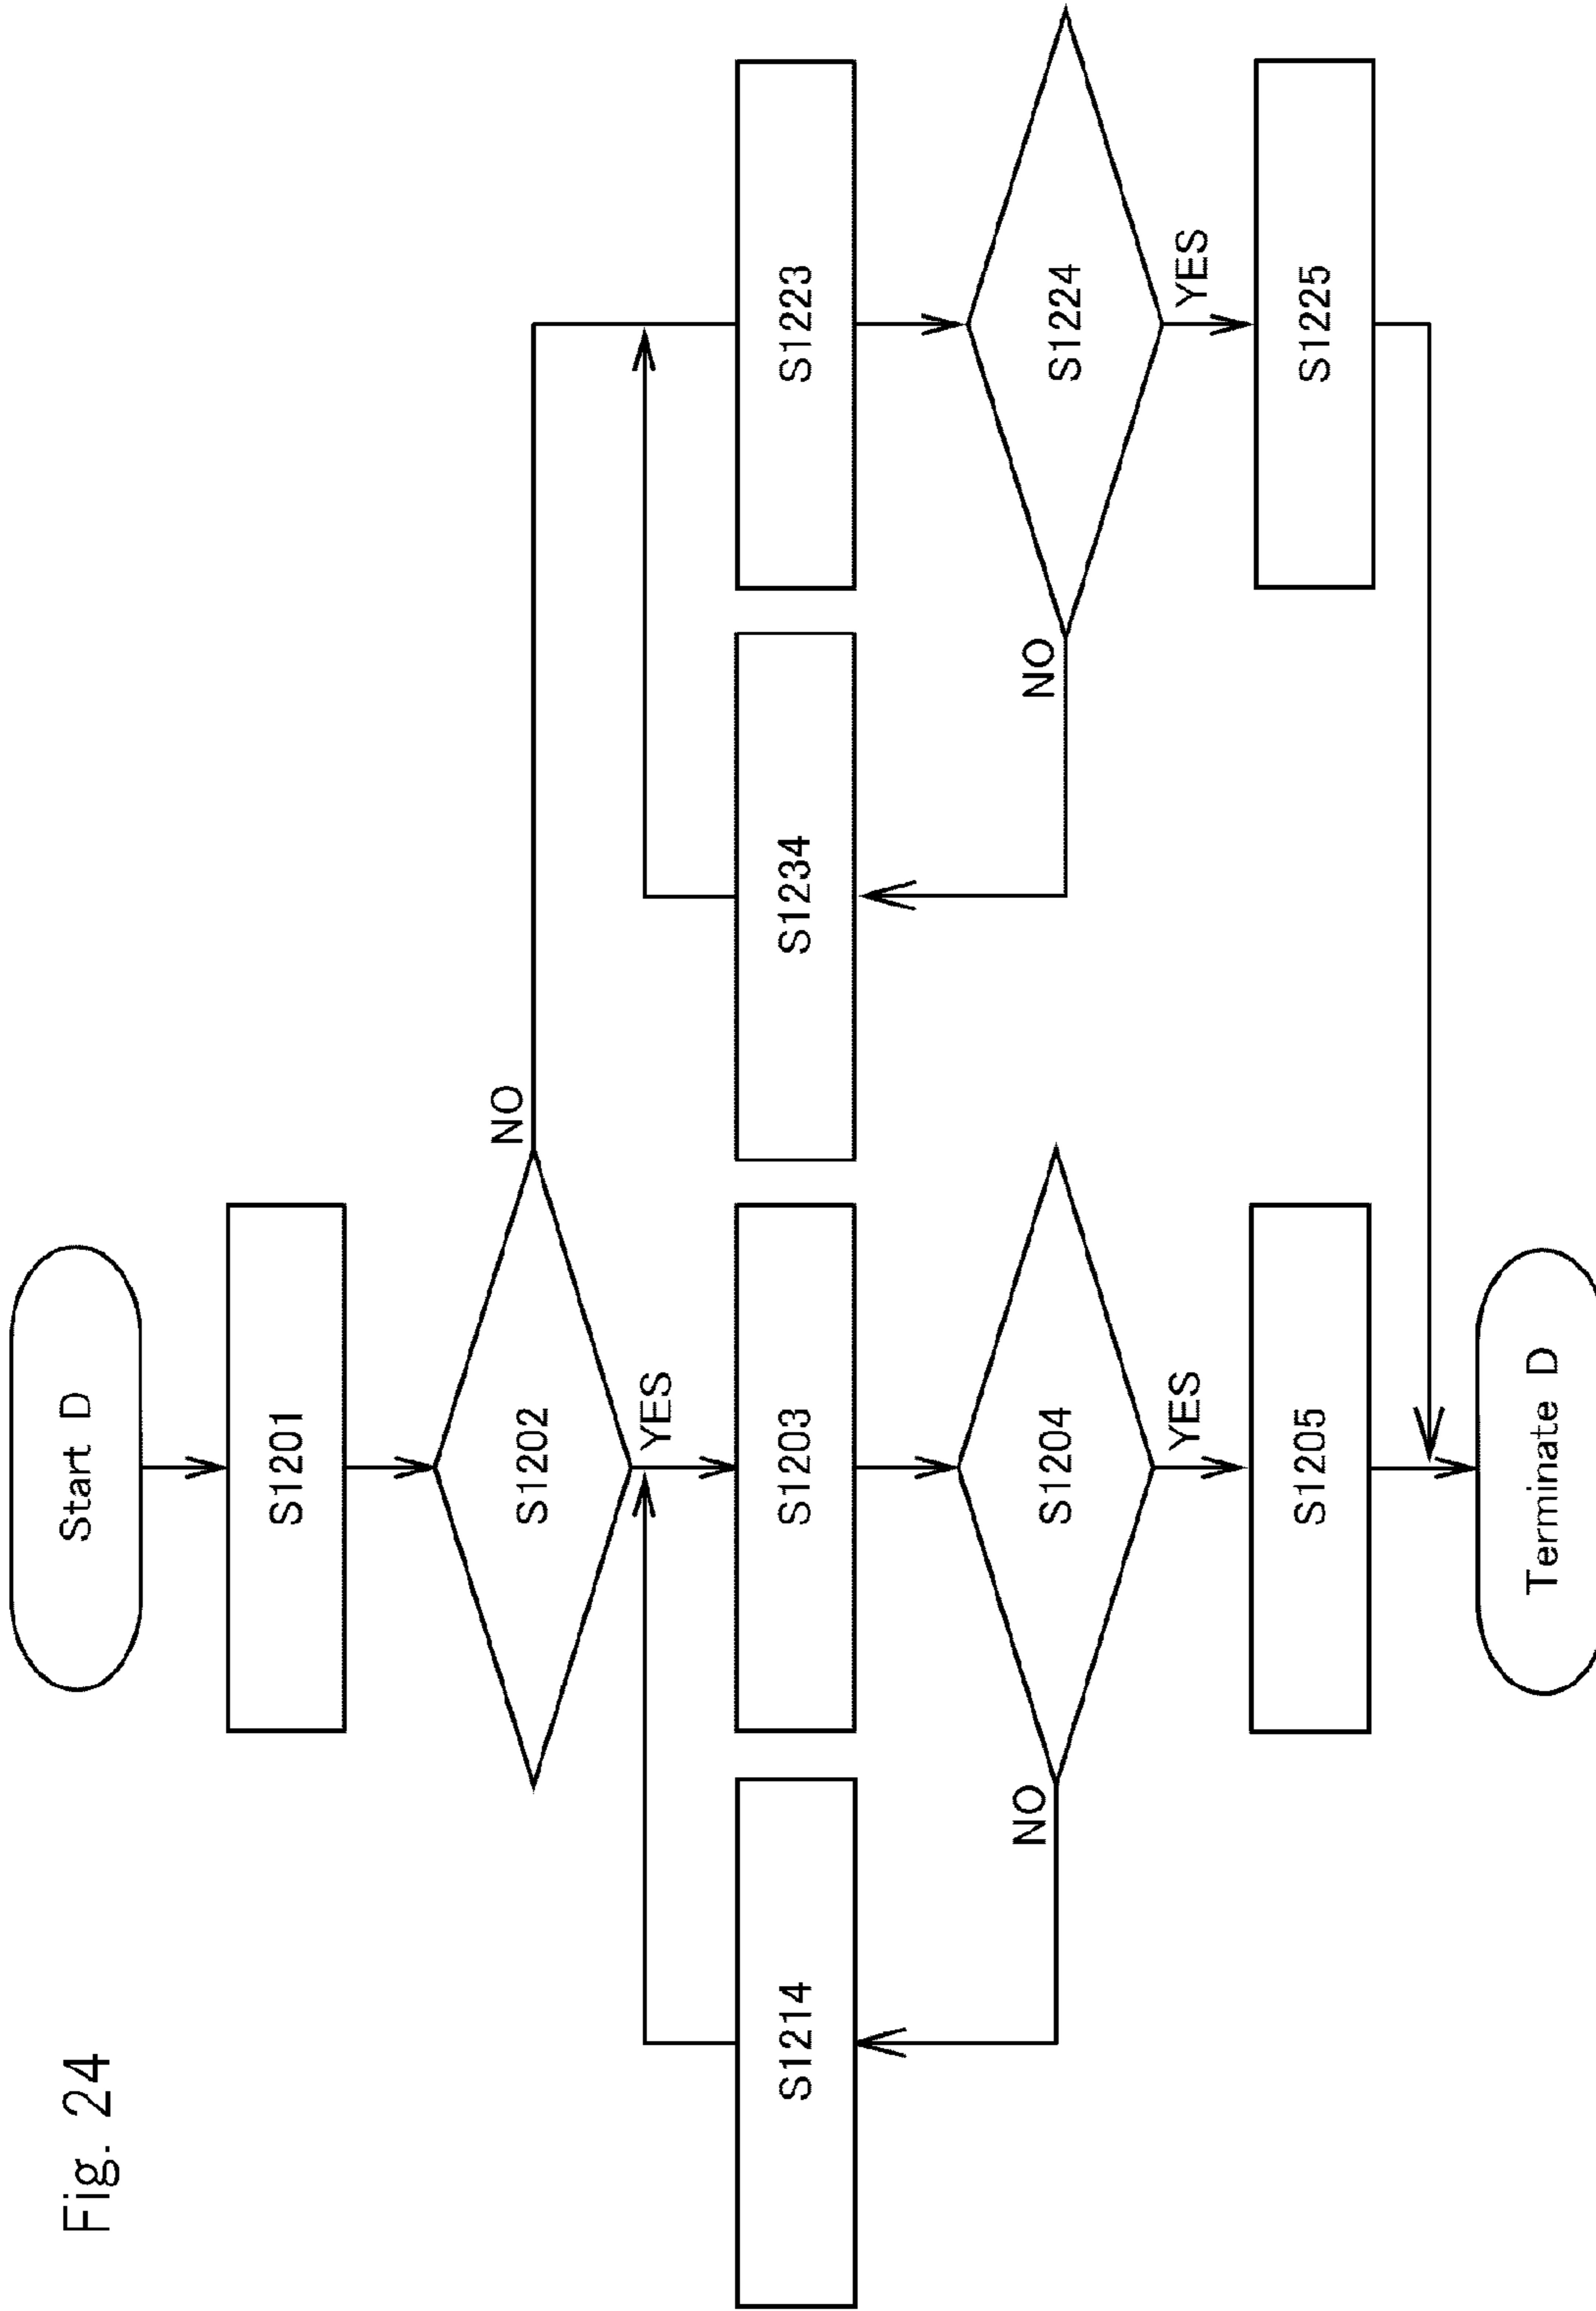 Fig. 24
Start D
S1201
S1202
NO
YES
S1214
S1203
S1234
S1223
NO
S1204
YES
NO
S1224
YES
S1205
S1225
Terminate D